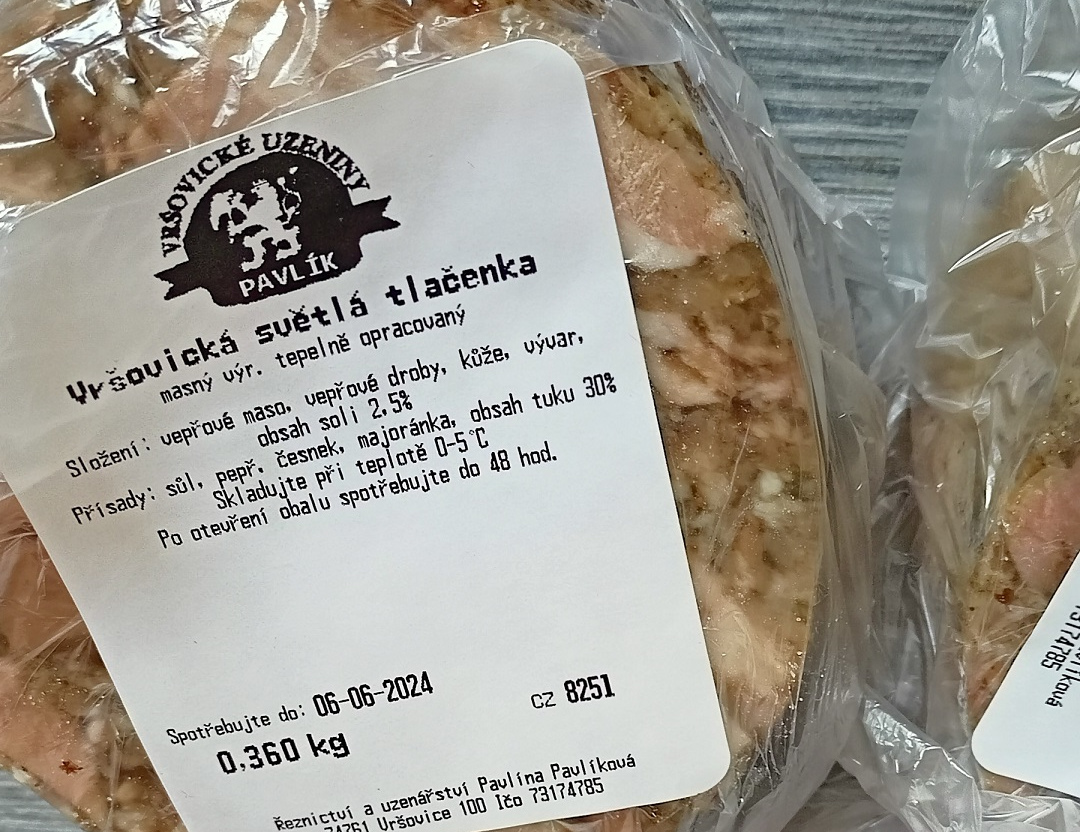 VRŠOVICKÉ UZENINY
PAVLÍK
Vršovická světlá tlačenka
masný výr. tepelně opracovaný
Složení: vepřové maso, vepřové droby, kůže, vývar,
obsah soli 2.5%
Přísady: sůl, pepř, česnek, majoránka, obsah tuku 30%
Skladujte při teplotě 0-5°C
Po otevření obalu spotřebujte do 48 hod.
Spotřebujte do: 06-06-2024
CZ 8251
0,360 kg
Řeznictví a uzenářství Pavlína Pavlíková
74761 Vršovice 100 Ičo 73174785
73174785